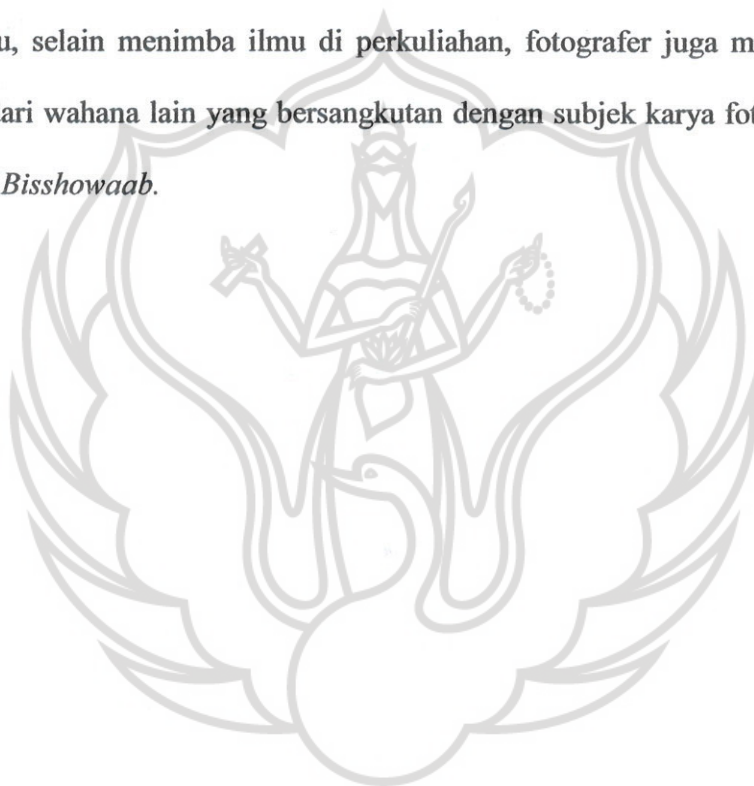 u, selain menimba ilmu di perkuliahan, fotografer juga m
ari wahana lain yang bersangkutan dengan subjek karya fot
Bisshowaab.